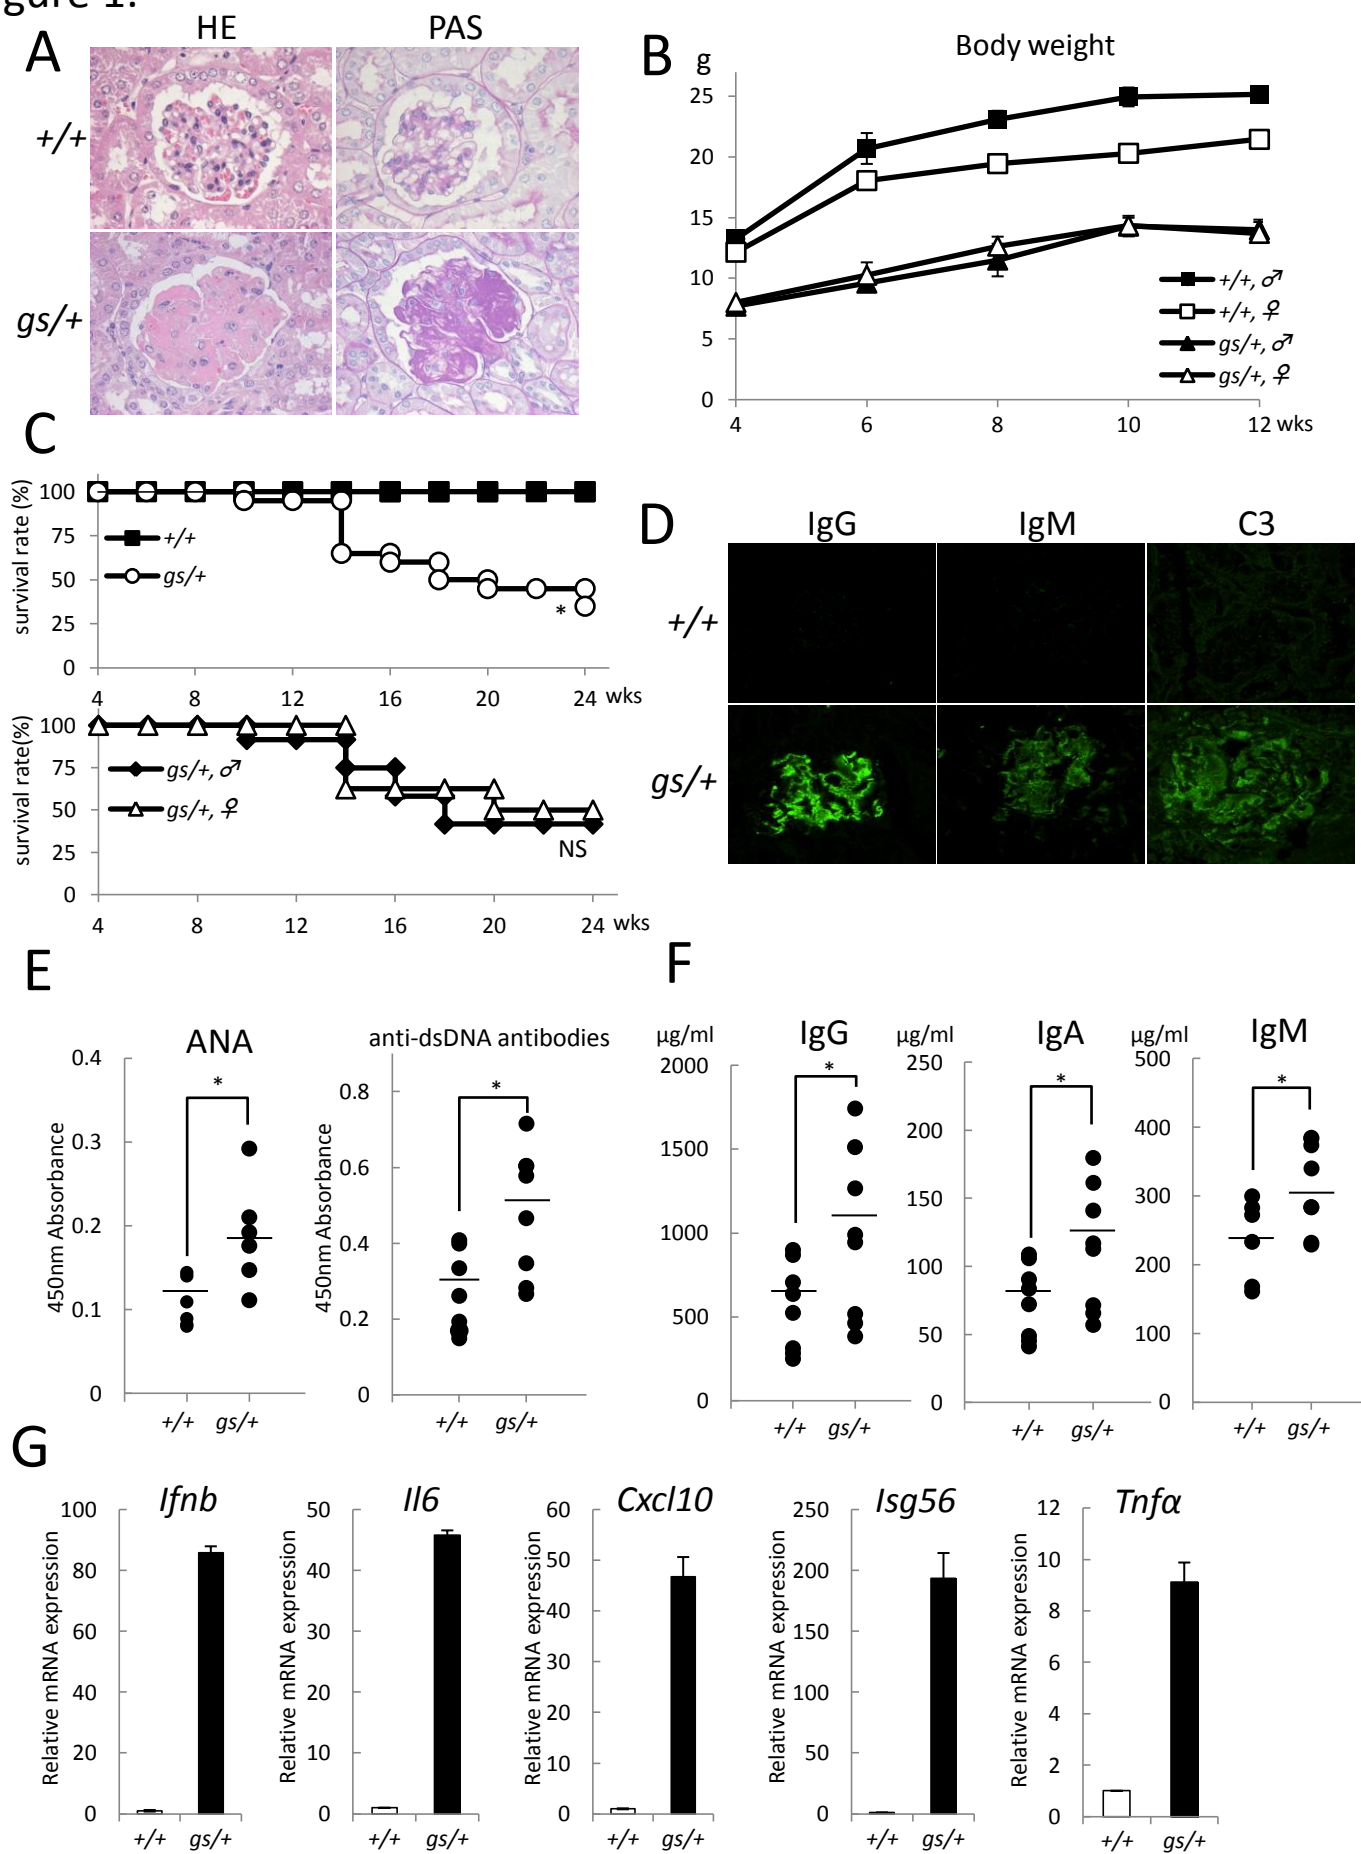 gure 1.
A
HE
PAS
+/+
gs/+
B
g
Body weight
25
20
15
10
5
0
4
6
8
10
12 wks
+/+, ♂
+/+, ♀
gs/+, ♂
gs/+, ♀
C
survival rate (%)
100
75
50
25
0
+/+
gs/+
*
4
8
12
16
20
24
wks
survival rate(%)
100
75
50
25
0
gs/+, ♂
gs/+, ♀
NS
4
8
12
16
20
24
wks
D
IgG
IgM
C3
+/+
gs/+
E
ANA
450nm Absorbance
0.4
0.3
0.2
0.1
0
*
+/+
gs/+
anti-dsDNA antibodies
450nm Absorbance
0.8
0.6
0.4
0.2
0
*
+/+
gs/+
F
µg/ml
IgG
2000
1500
1000
500
0
*
+/+
gs/+
µg/ml
IgA
250
200
150
100
50
0
*
+/+
gs/+
µg/ml
IgM
500
400
300
200
100
0
*
+/+
gs/+
G
Ifnb
Relative mRNA expression
100
80
60
40
20
0
+/+
gs/+
Il6
Relative mRNA expression
50
40
30
20
10
0
+/+
gs/+
Cxcl10
Relative mRNA expression
60
50
40
30
20
10
0
+/+
gs/+
Isg56
Relative mRNA expression
250
200
150
100
50
0
+/+
gs/+
Tnfα
Relative mRNA expression
12
10
8
6
4
2
0
+/+
gs/+